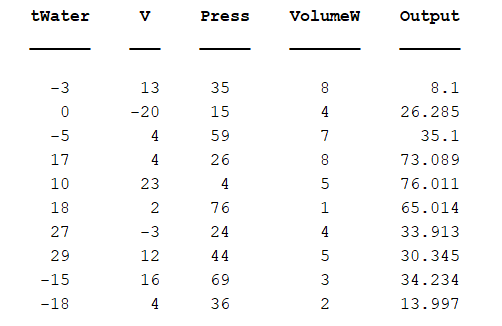 tWater V Press VolumeW Output
-3 13 35 8 8.1
0 -20 15 4 26.285
-5 4 59 7 35.1
17 4 26 8 73.089
10 23 4 5 76.011
18 2 76 1 65.014
27 -3 24 4 33.913
29 12 44 5 30.345
-15 16 69 3 34.234
-18 4 36 2 13.997